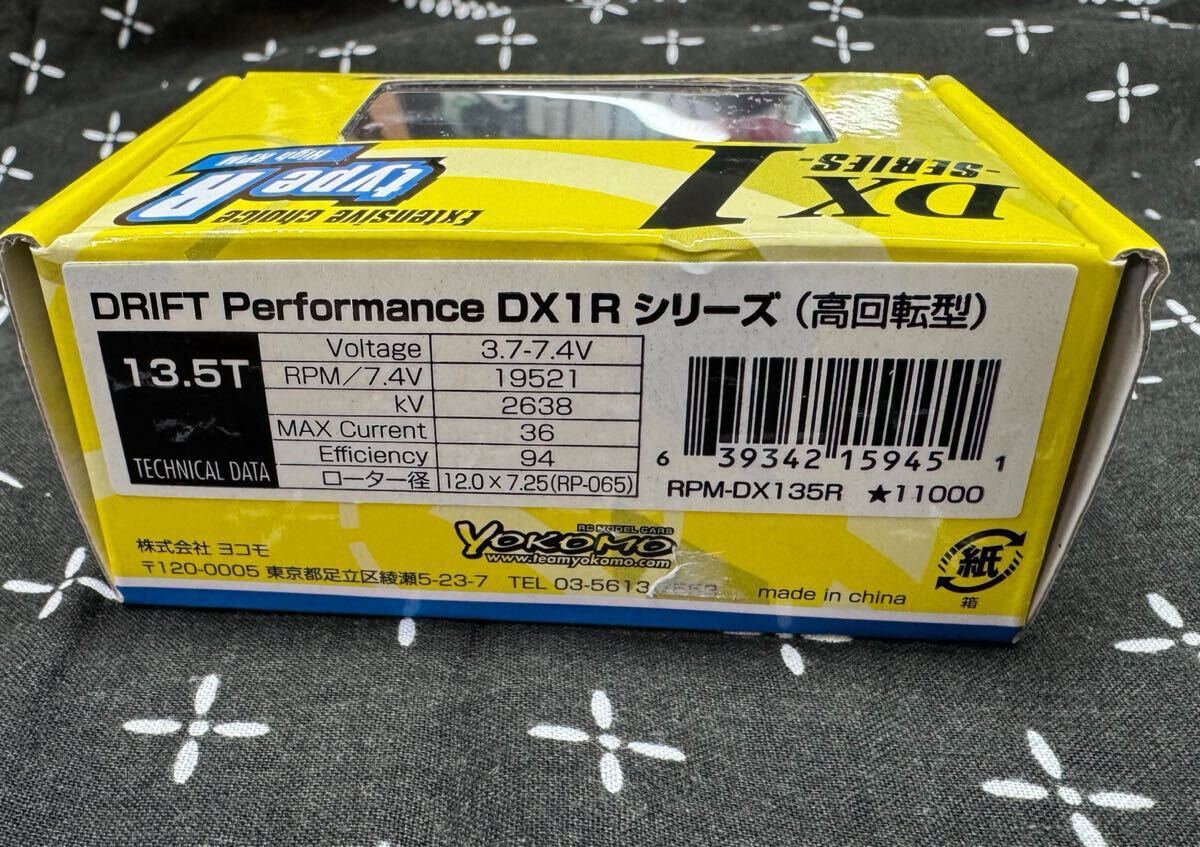 DX1
-SERIES-
Extensive choice
type R
High RPM
DRIFT Performance DX1R シリーズ（高回転型）
13.5T
TECHNICAL DATA
Voltage 3.7-7.4V
RPM／7.4V 19521
kV 2638
MAX Current 36
Efficiency 94
ローター径 12.0×7.25(RP-065)
6 39342 15945 1
RPM-DX135R ★11000
RC MODEL CARS
YOKOMO
www.teamyokomo.com
株式会社 ヨコモ
〒120-0005 東京都足立区綾瀬5-23-7 TEL 03-5613
made in china
紙
箱